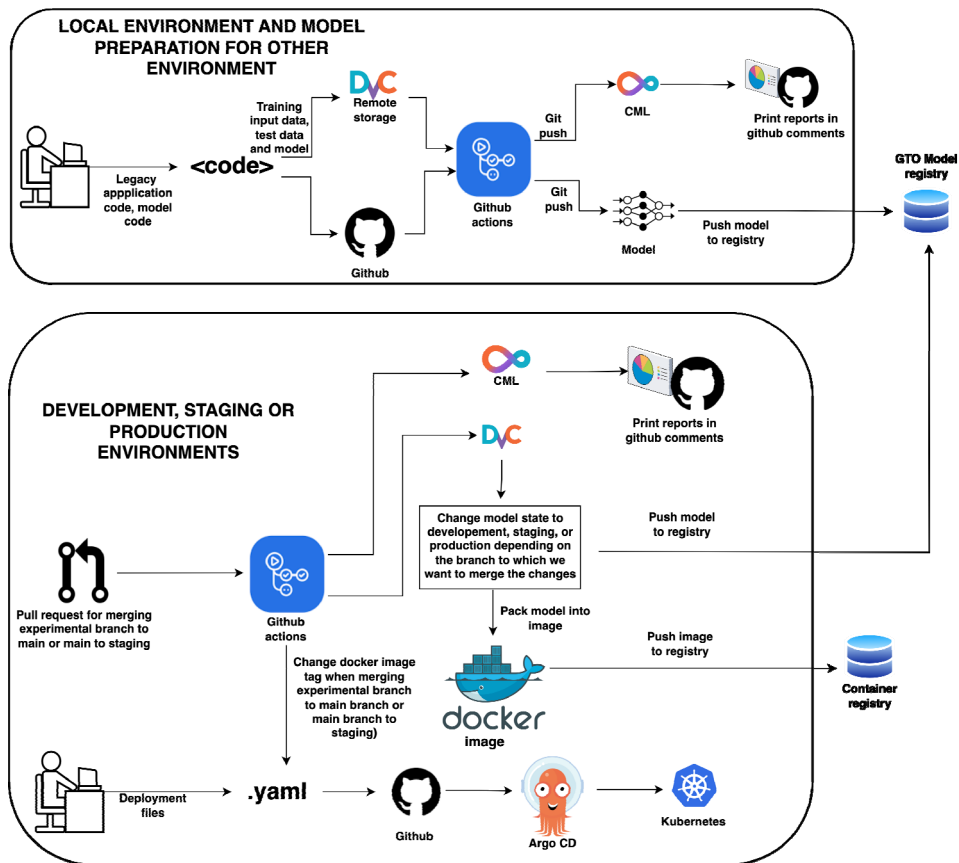 LOCAL ENVIRONMENT AND MODEL
PREPARATION FOR OTHER
ENVIRONMENT
Training
input data,
test data
and model
DVC
Remote
storage
<code>
Legacy
appplication
code, model
code
Github
Github
actions
Git
push
CML
Print reports in
github comments
Git
push
Model
Push model
to registry
GTO Model
registry
DEVELOPMENT, STAGING OR
PRODUCTION
ENVIRONMENTS
CML
Print reports in
github comments
DVC
Change model state to
developement, staging, or
production depending on
the branch to which we
want to merge the changes
Push model
to registry
Pull request for merging
experimental branch to
main or main to staging
Github
actions
Pack model into
image
Change docker image
tag when merging
experimental branch
to main branch or
main branch to
staging)
docker
image
Push image
to registry
Container
registry
Deployment
files
.yaml
Github
Argo CD
Kubernetes